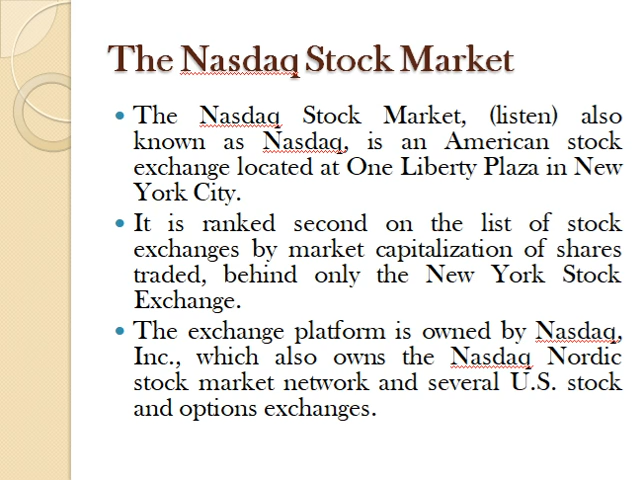 The Nasdaq Stock Market
• The Nasdaq Stock Market, (listen) also
known as Nasdaq, is an American stock
exchange located at One Liberty Plaza in New
York City.
• It is ranked second on the list of stock
exchanges by market capitalization of shares
traded, behind only the New York Stock
Exchange.
• The exchange platform is owned by Nasdaq,
Inc., which also owns the Nasdaq Nordic
stock market network and several U.S. stock
and options exchanges.